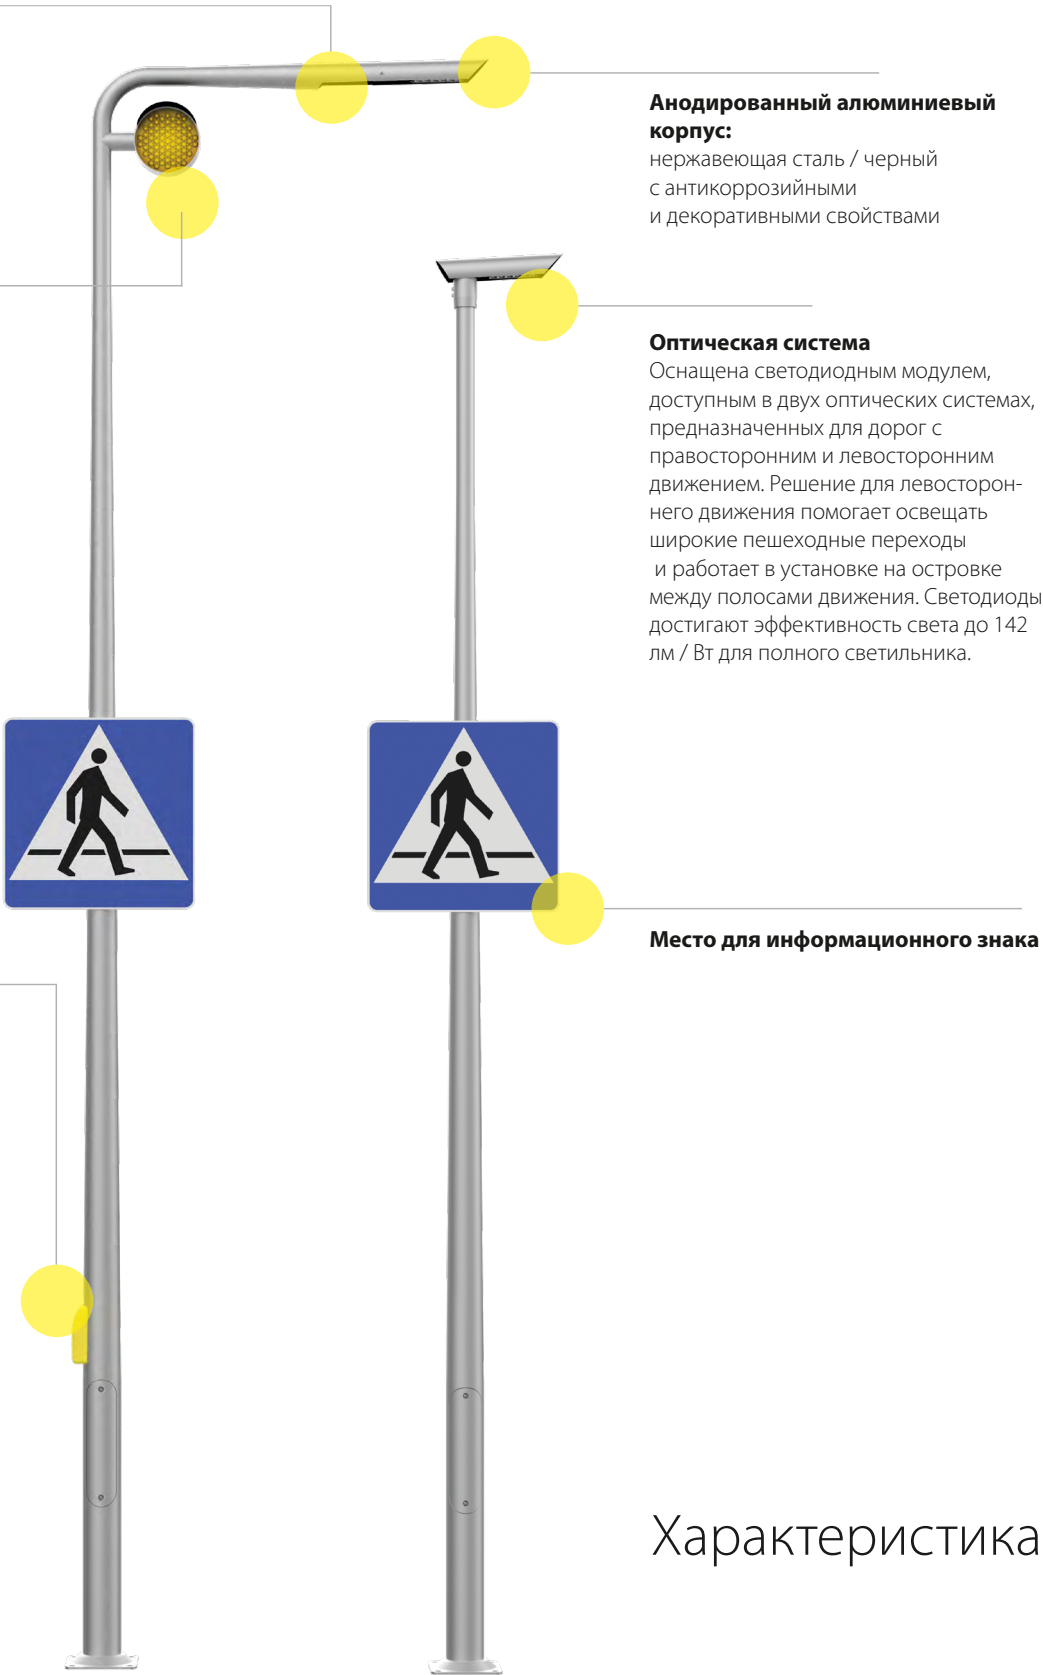 Анодированный алюминиевый
корпус:
нержавеющая сталь / черный
с антикоррозийными
и декоративными свойствами
Оптическая система
Оснащена светодиодным модулем,
доступным в двух оптических системах,
предназначенных для дорог с
правосторонним и левосторонним
движением. Решение для левосторон-
него движения помогает освещать
широкие пешеходные переходы
и работает в установке на островке
между полосами движения. Светодиоды
достигают эффективность света до 142
лм / Вт для полного светильника.
Место для информационного знака
Характеристика